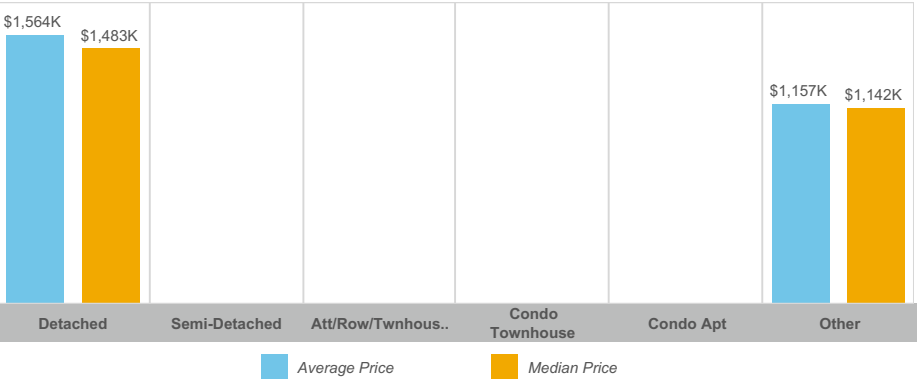 $1,564K
$1,483K
$1,157K
$1,142K
Detached
Semi-Detached
Att/Row/Twnhous..
Condo
Townhouse
Condo Apt
Other
Average Price
Median Price